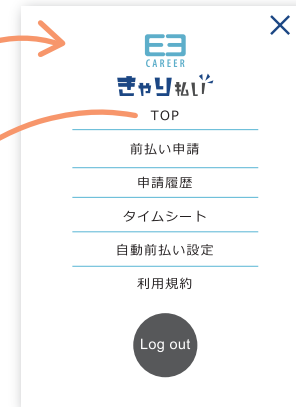 E3
CAREER
きゃり払い
TOP
前払い申請
申請履歴
タイムシート
自動前払い設定
利用規約
Log out